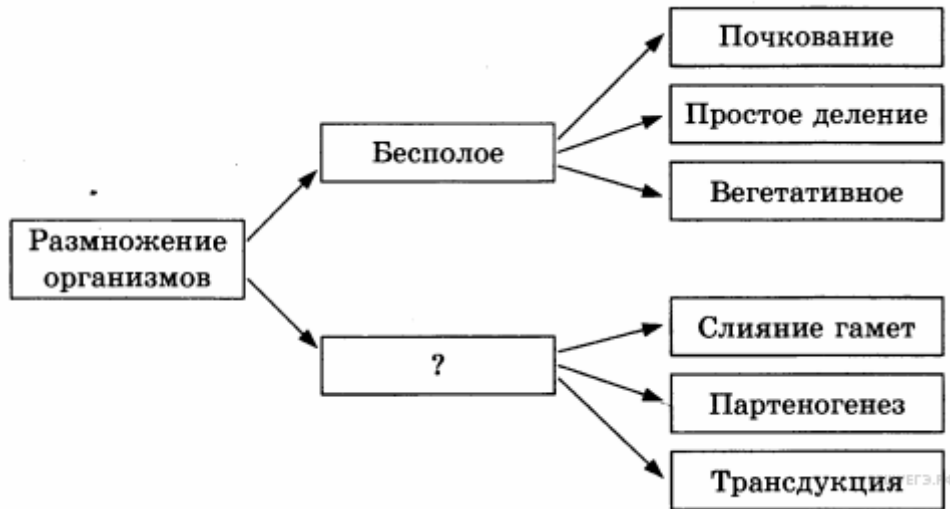 Размножение
организмов
Бесполое
?
Почкование
Простое деление
Вегетативное
Слияние гамет
Партеногенез
Трансдукция